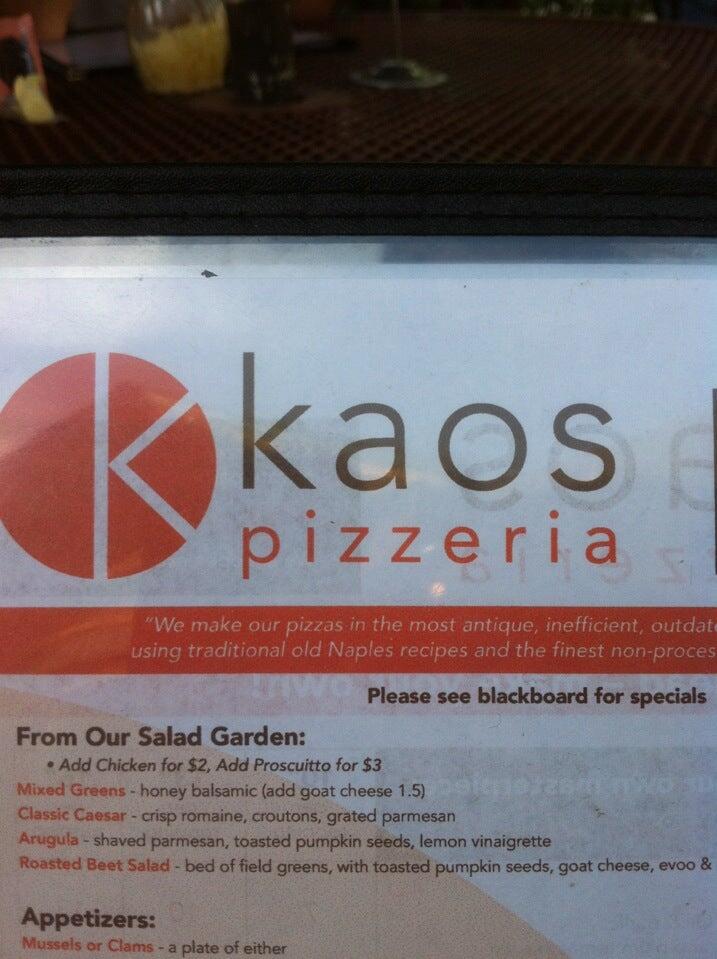 kaos
pizzeria
"We make our pizzas in the most antique, inefficient,
using traditional old Naples recipes and the finest
Please see blackboard for specials
From Our Salad Garden:
• Add Chicken for $2, Add Proscuitto for $3
Mixed Greens - honey balsamic (add goat cheese 1.5)
Classic Caesar - crisp romaine, croutons, grated parmesan
Arugula - shaved parmesan, toasted pumpkin seeds, lemon vinaigrette
Roasted Beet Salad - bed of field greens, with toasted pumpkin seeds, goat cheese, evoo &
Appetizers:
Mussels or Clams - a plate of either